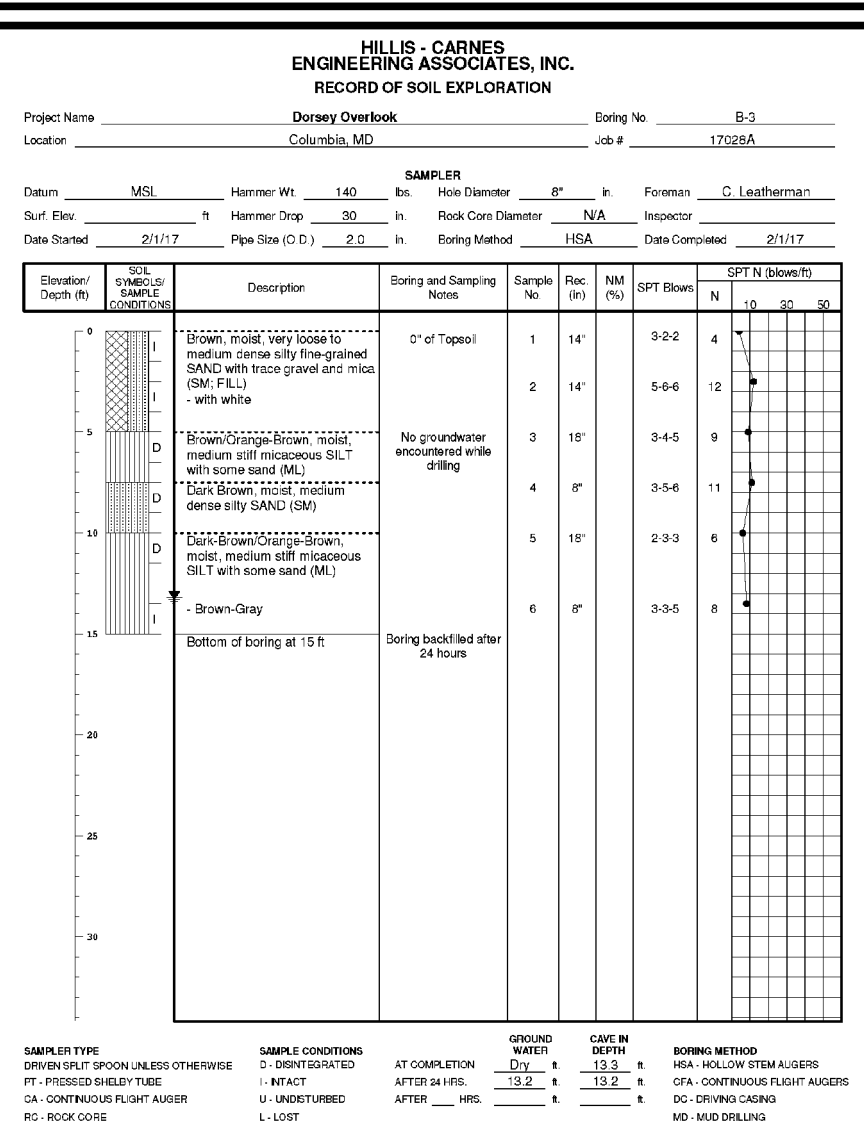 HILLIS - CARNES
ENGINEERING ASSOCIATES, INC.
RECORD OF SOIL EXPLORATION
Project Name Dorsey Overlook Boring No. B-3
Location Columbia, MD Job # 17028A
SAMPLER
Datum MSL Hammer Wt. 140 lbs. Hole Diameter 8" in. Foreman C. Leatherman
Surf. Elev. ft Hammer Drop 30 in. Rock Core Diameter N/A Inspector
Date Started 2/1/17 Pipe Size (O.D.) 2.0 in. Boring Method HSA Date Completed 2/1/17
Elevation/
Depth (ft)
SOIL
SYMBOLS/
SAMPLE
CONDITIONS
Description
Boring and Sampling
Notes
Sample
No.
Rec.
(in)
NM
(%)
SPT Blows
SPT N (blows/ft)
N
10 30 50
0
I
Brown, moist, very loose to
medium dense silty fine-grained
SAND with trace gravel and mica
(SM; FILL)
- with white
0" of Topsoil
1 14" 3-2-2 4
I
2 14" 5-6-6 12
5
D
Brown/Orange-Brown, moist,
medium stiff micaceous SILT
with some sand (ML)
No groundwater
encountered while
drilling
3 18" 3-4-5 9
D
Dark Brown, moist, medium
dense silty SAND (SM)
4 8" 3-5-6 11
10
D
Dark-Brown/Orange-Brown,
moist, medium stiff micaceous
SILT with some sand (ML)
5 18" 2-3-3 6
I
- Brown-Gray
6 8" 3-3-5 8
15
Bottom of boring at 15 ft
Boring backfilled after
24 hours
20
25
30
SAMPLER TYPE
DRIVEN SPLIT SPOON UNLESS OTHERWISE
PT - PRESSED SHELBY TUBE
CA - CONTINUOUS FLIGHT AUGER
RC - ROCK CORE
SAMPLE CONDITIONS
D - DISINTEGRATED
I - INTACT
U - UNDISTURBED
L - LOST
GROUND
WATER
CAVE IN
DEPTH
AT COMPLETION Dry ft. 13.3 ft.
AFTER 24 HRS. 13.2 ft. 13.2 ft.
AFTER HRS. ft. ft.
BORING METHOD
HSA - HOLLOW STEM AUGERS
CFA - CONTINUOUS FLIGHT AUGERS
DC - DRIVING CASING
MD - MUD DRILLING